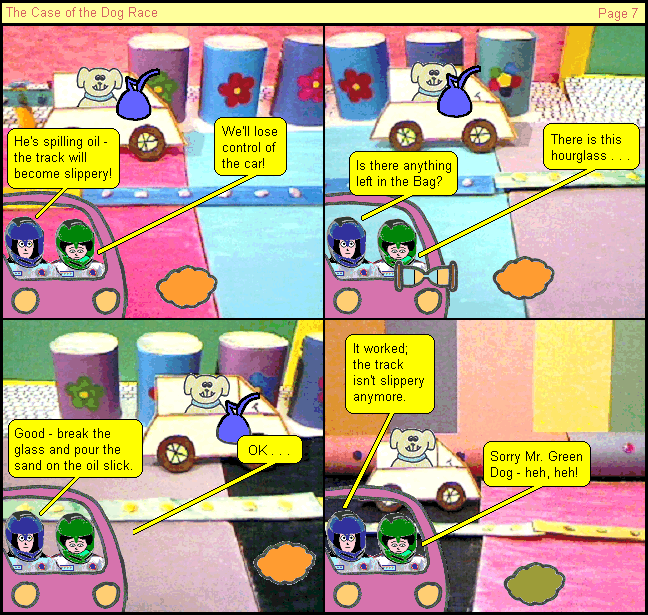 The Case of the Dog Race
Page 7
He's spilling oil -
the track will
become slippery!
We'll lose
control of
the car!
Is there anything
left in the Bag?
There is this
hourglass . . . .
Good - break the
glass and pour the
sand on the oil slick.
OK . . . .
It worked;
the track
isn't slippery
anymore.
Sorry Mr. Green
Dog - heh, heh!